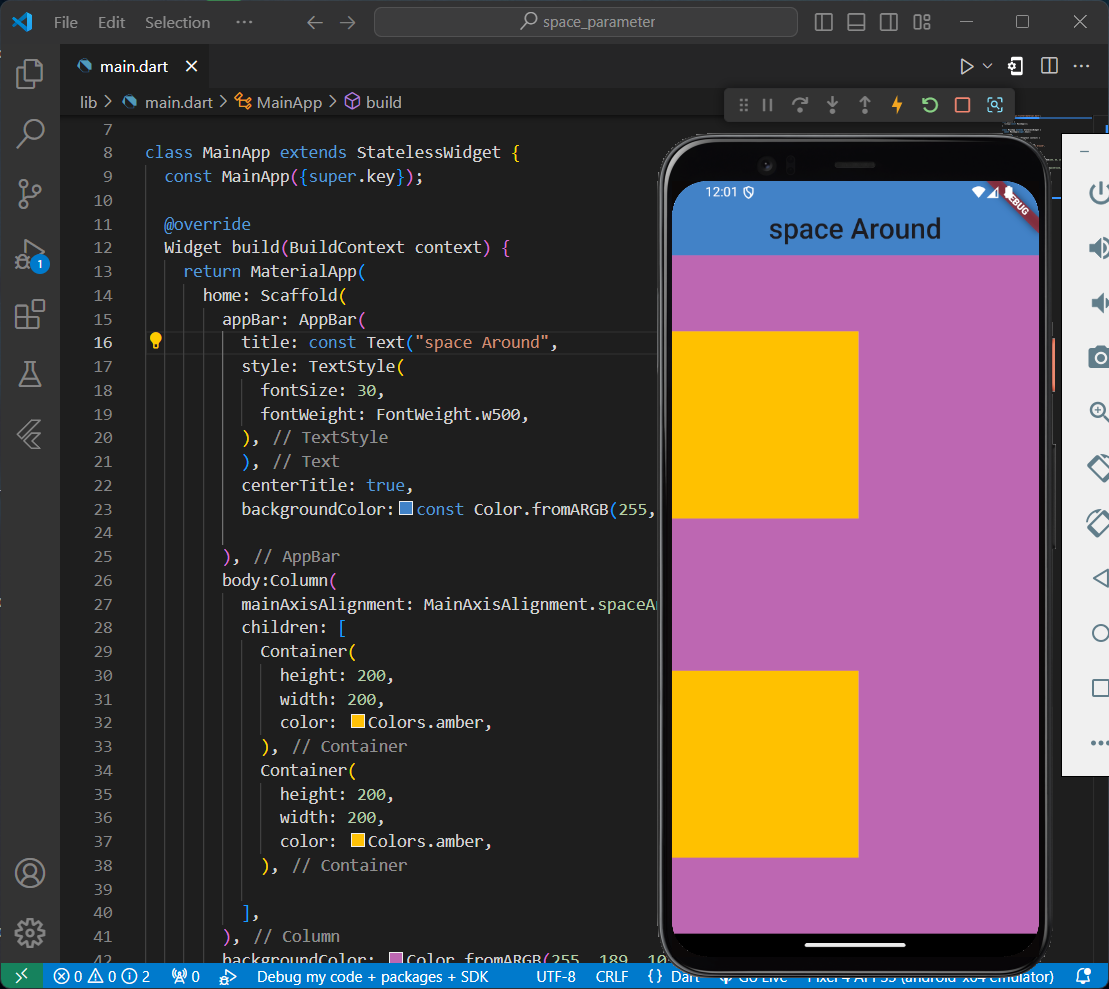 File Edit Selection ··· space_parameter
main.dart
lib > main.dart > MainApp > build
7
8 class MainApp extends StatelessWidget {
9 const MainApp({super.key});
10
11 @override
12 Widget build(BuildContext context) {
13 return MaterialApp(
14 home: Scaffold(
15 appBar: AppBar(
16 title: const Text("space Around",
17 style: TextStyle(
18 fontSize: 30,
19 fontWeight: FontWeight.w500,
20 ), // TextStyle
21 ), // Text
22 centerTitle: true,
23 backgroundColor: const Color.fromARGB(255,
24
25 ), // AppBar
26 body:Column(
27 mainAxisAlignment: MainAxisAlignment.spaceA
28 children: [
29 Container(
30 height: 200,
31 width: 200,
32 color: Colors.amber,
33 ), // Container
34 Container(
35 height: 200,
36 width: 200,
37 color: Colors.amber,
38 ), // Container
39
40 ],
41 ), // Column
42 backgroundColor: Color.fromARGB(255, 189, 10
12:01
DEBUG
space Around
1
0 0 2 0 Debug my code + packages + SDK UTF-8 CRLF {} Dart Go Live Pixel 4 API 33 (android-x64 emulator)